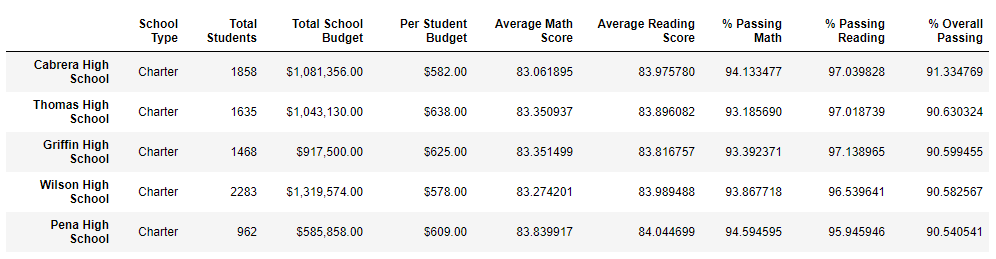 School Type Total Students Total School Budget Per Student Budget Average Math Score Average Reading Score % Passing Math % Passing Reading % Overall Passing
Cabrera High School Charter 1858 $1,081,356.00 $582.00 83.061895 83.975780 94.133477 97.039828 91.334769
Thomas High School Charter 1635 $1,043,130.00 $638.00 83.350937 83.896082 93.185690 97.018739 90.630324
Griffin High School Charter 1468 $917,500.00 $625.00 83.351499 83.816757 93.392371 97.138965 90.599455
Wilson High School Charter 2283 $1,319,574.00 $578.00 83.274201 83.989488 93.867718 96.539641 90.582567
Pena High School Charter 962 $585,858.00 $609.00 83.839917 84.044699 94.594595 95.945946 90.540541